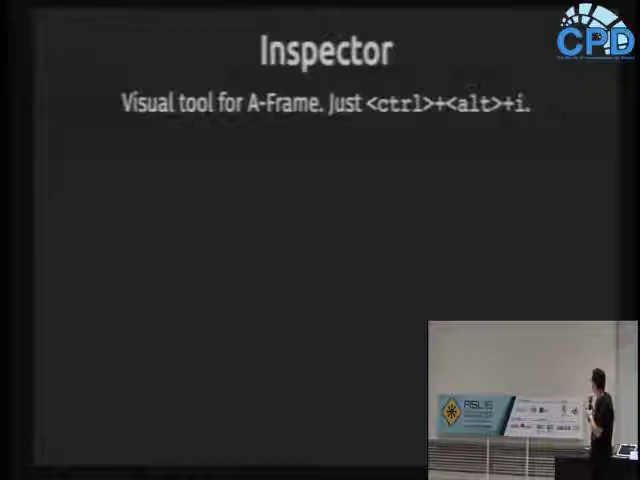 Inspector
CPD
Visual tool for A-Frame. Just <ctrl>+<alt>+i.